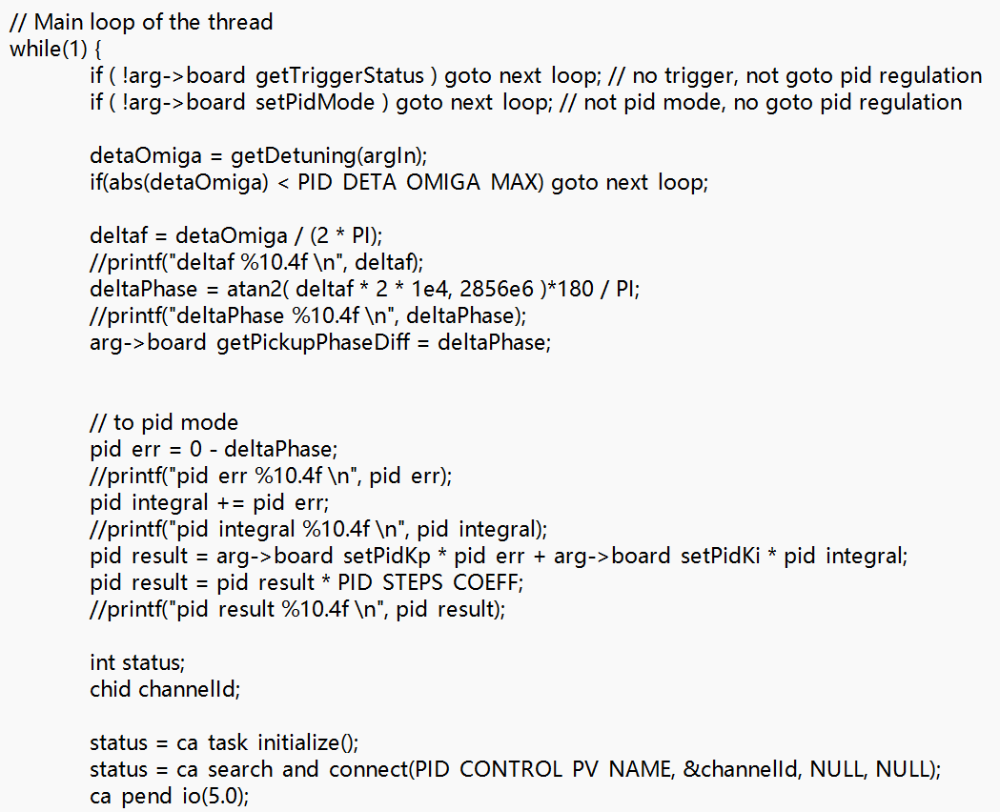 // Main loop of the thread
while(1) {
if ( !arg->board getTriggerStatus ) goto next loop; // no trigger, not goto pid regulation
if ( !arg->board setPidMode ) goto next loop; // not pid mode, no goto pid regulation
detaOmiga = getDetuning(argIn);
if(abs(detaOmiga) < PID DETA OMIGA MAX) goto next loop;
deltaf = detaOmiga / (2 * PI);
//printf("deltaf %10.4f \n", deltaf);
deltaPhase = atan2( deltaf * 2 * 1e4, 2856e6 )*180 / PI;
//printf("deltaPhase %10.4f \n", deltaPhase);
arg->board getPickupPhaseDiff = deltaPhase;
// to pid mode
pid err = 0 - deltaPhase;
//printf("pid err %10.4f \n", pid err);
pid integral += pid err;
//printf("pid integral %10.4f \n", pid integral);
pid result = arg->board setPidKp * pid err + arg->board setPidKi * pid integral;
pid result = pid result * PID STEPS COEFF;
//printf("pid result %10.4f \n", pid result);
int status;
chid channelId;
status = ca task initialize();
status = ca search and connect(PID CONTROL PV NAME, &channelId, NULL, NULL);
ca pend io(5.0);